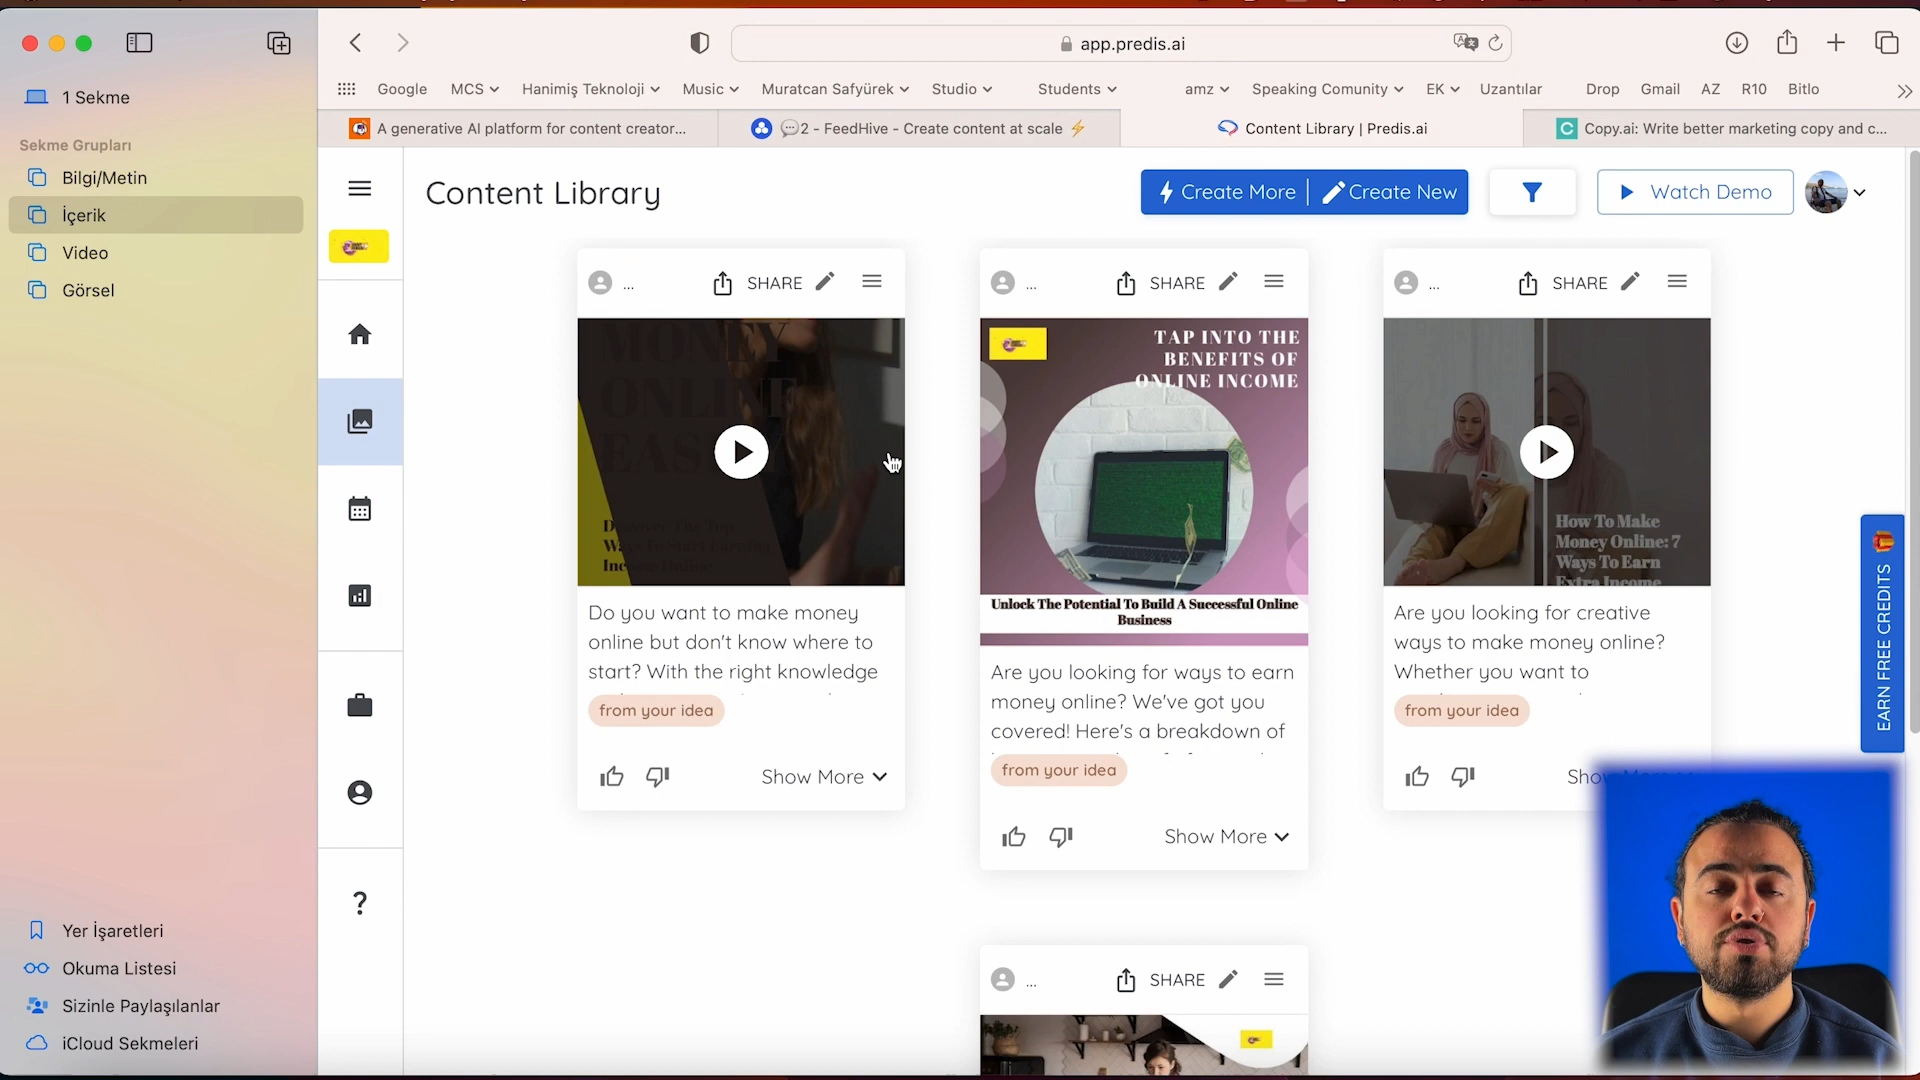 app.predis.ai
1 Sekme
Sekme Grupları
Bilgi/Metin
İçerik
Video
Görsel
Yer İşaretleri
Okuma Listesi
Sizinle Paylaşılanlar
iCloud Sekmeleri
Google
MCS
Hanimiş Teknoloji
Music
Muratcan Safyürek
Studio
Students
amz
Speaking Comunity
EK
Uzantılar
Drop
Gmail
AZ
R10
Bitlo
A generative AI platform for content creator...
2 - FeedHive - Create content at scale ⚡
Content Library | Predis.ai
Copy.ai: Write better marketing copy and c...
Content Library
Create More
Create New
Watch Demo
... SHARE
MONEY
ONLINE
Do you want to make money
online but don't know where to
start? With the right knowledge
from your idea
Show More
... SHARE
TAP INTO THE
BENEFITS OF
ONLINE INCOME
Unlock The Potential To Build A Successful Online
Business
Are you looking for ways to earn
money online? We've got you
covered! Here's a breakdown of
from your idea
Show More
... SHARE
How To Make
Money Online: 7
Ways To Earn
Extra Income
Are you looking for creative
ways to make money online?
Whether you want to
from your idea
... SHARE
EARN FREE CREDITS